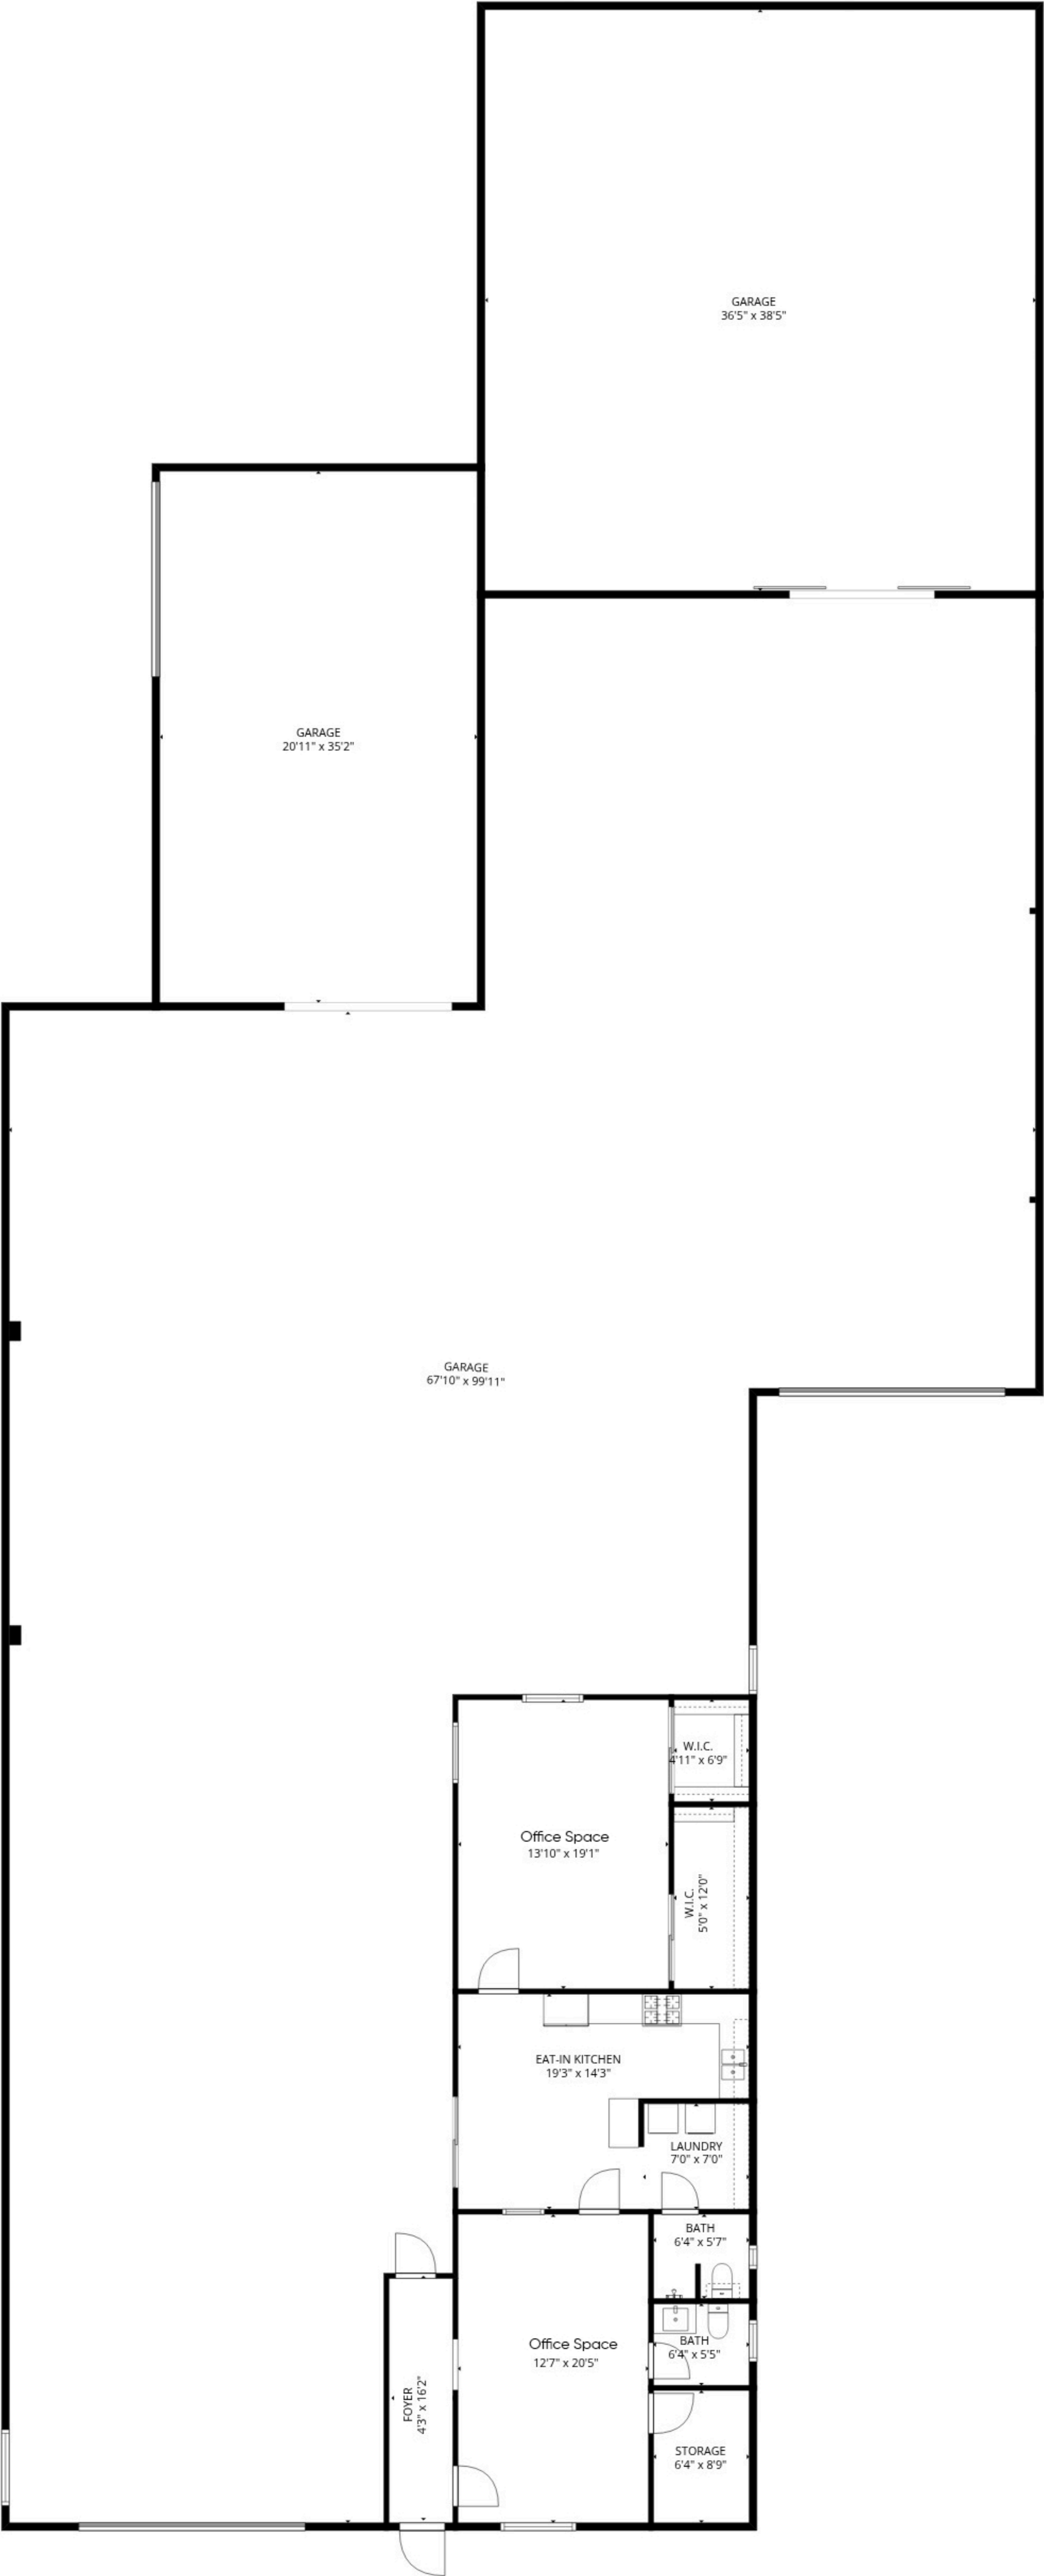 GARAGE
36'5" x 38'5"
GARAGE
20'11" x 35'2"
GARAGE
67'10" x 99'11"
W.I.C.
4'11" x 6'9"
Office Space
13'10" x 19'1"
W.I.C.
5'0" x 12'0"
EAT-IN KITCHEN
19'3" x 14'3"
LAUNDRY
7'0" x 7'0"
BATH
6'4" x 5'7"
Office Space
12'7" x 20'5"
BATH
6'4" x 5'5"
FOYER
4'3" x 16'2"
STORAGE
6'4" x 8'9"